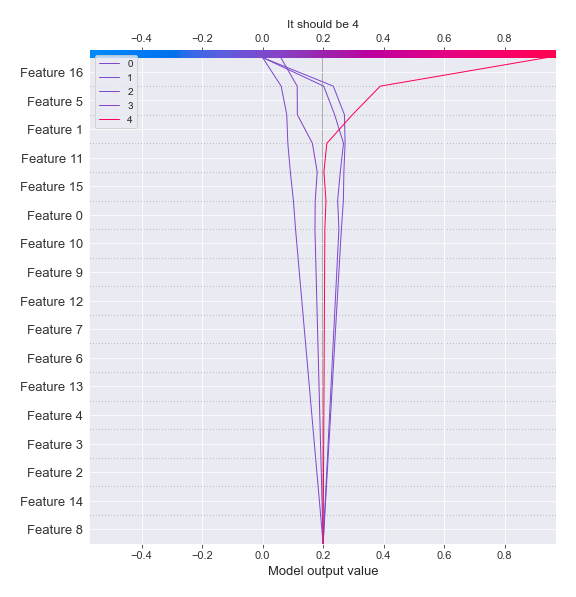 It should be 4
−0.4 −0.2 0.0 0.2 0.4 0.6 0.8
0
1
2
3
4
Feature 16
Feature 5
Feature 1
Feature 11
Feature 15
Feature 0
Feature 10
Feature 9
Feature 12
Feature 7
Feature 6
Feature 13
Feature 4
Feature 3
Feature 2
Feature 14
Feature 8
−0.4 −0.2 0.0 0.2 0.4 0.6 0.8
Model output value